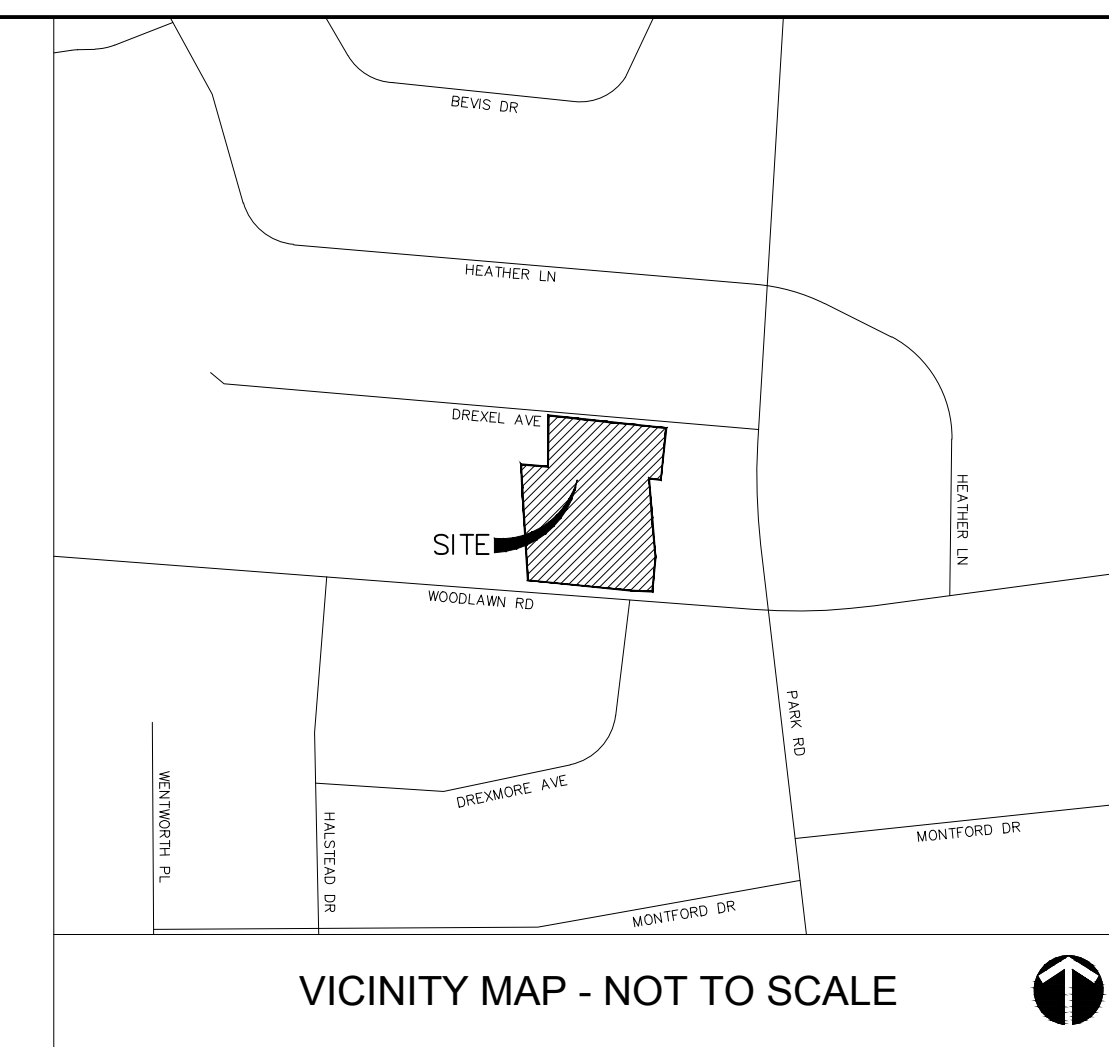 BEVIS DR
HEATHER LN
DREXEL AVE
HEATHER LN
SITE
WOODLAWN RD
PARK RD
WENTWORTH PL
DREXMORE AVE
HALSTEAD DR
MONTFORD DR
MONTFORD DR
VICINITY MAP - NOT TO SCALE